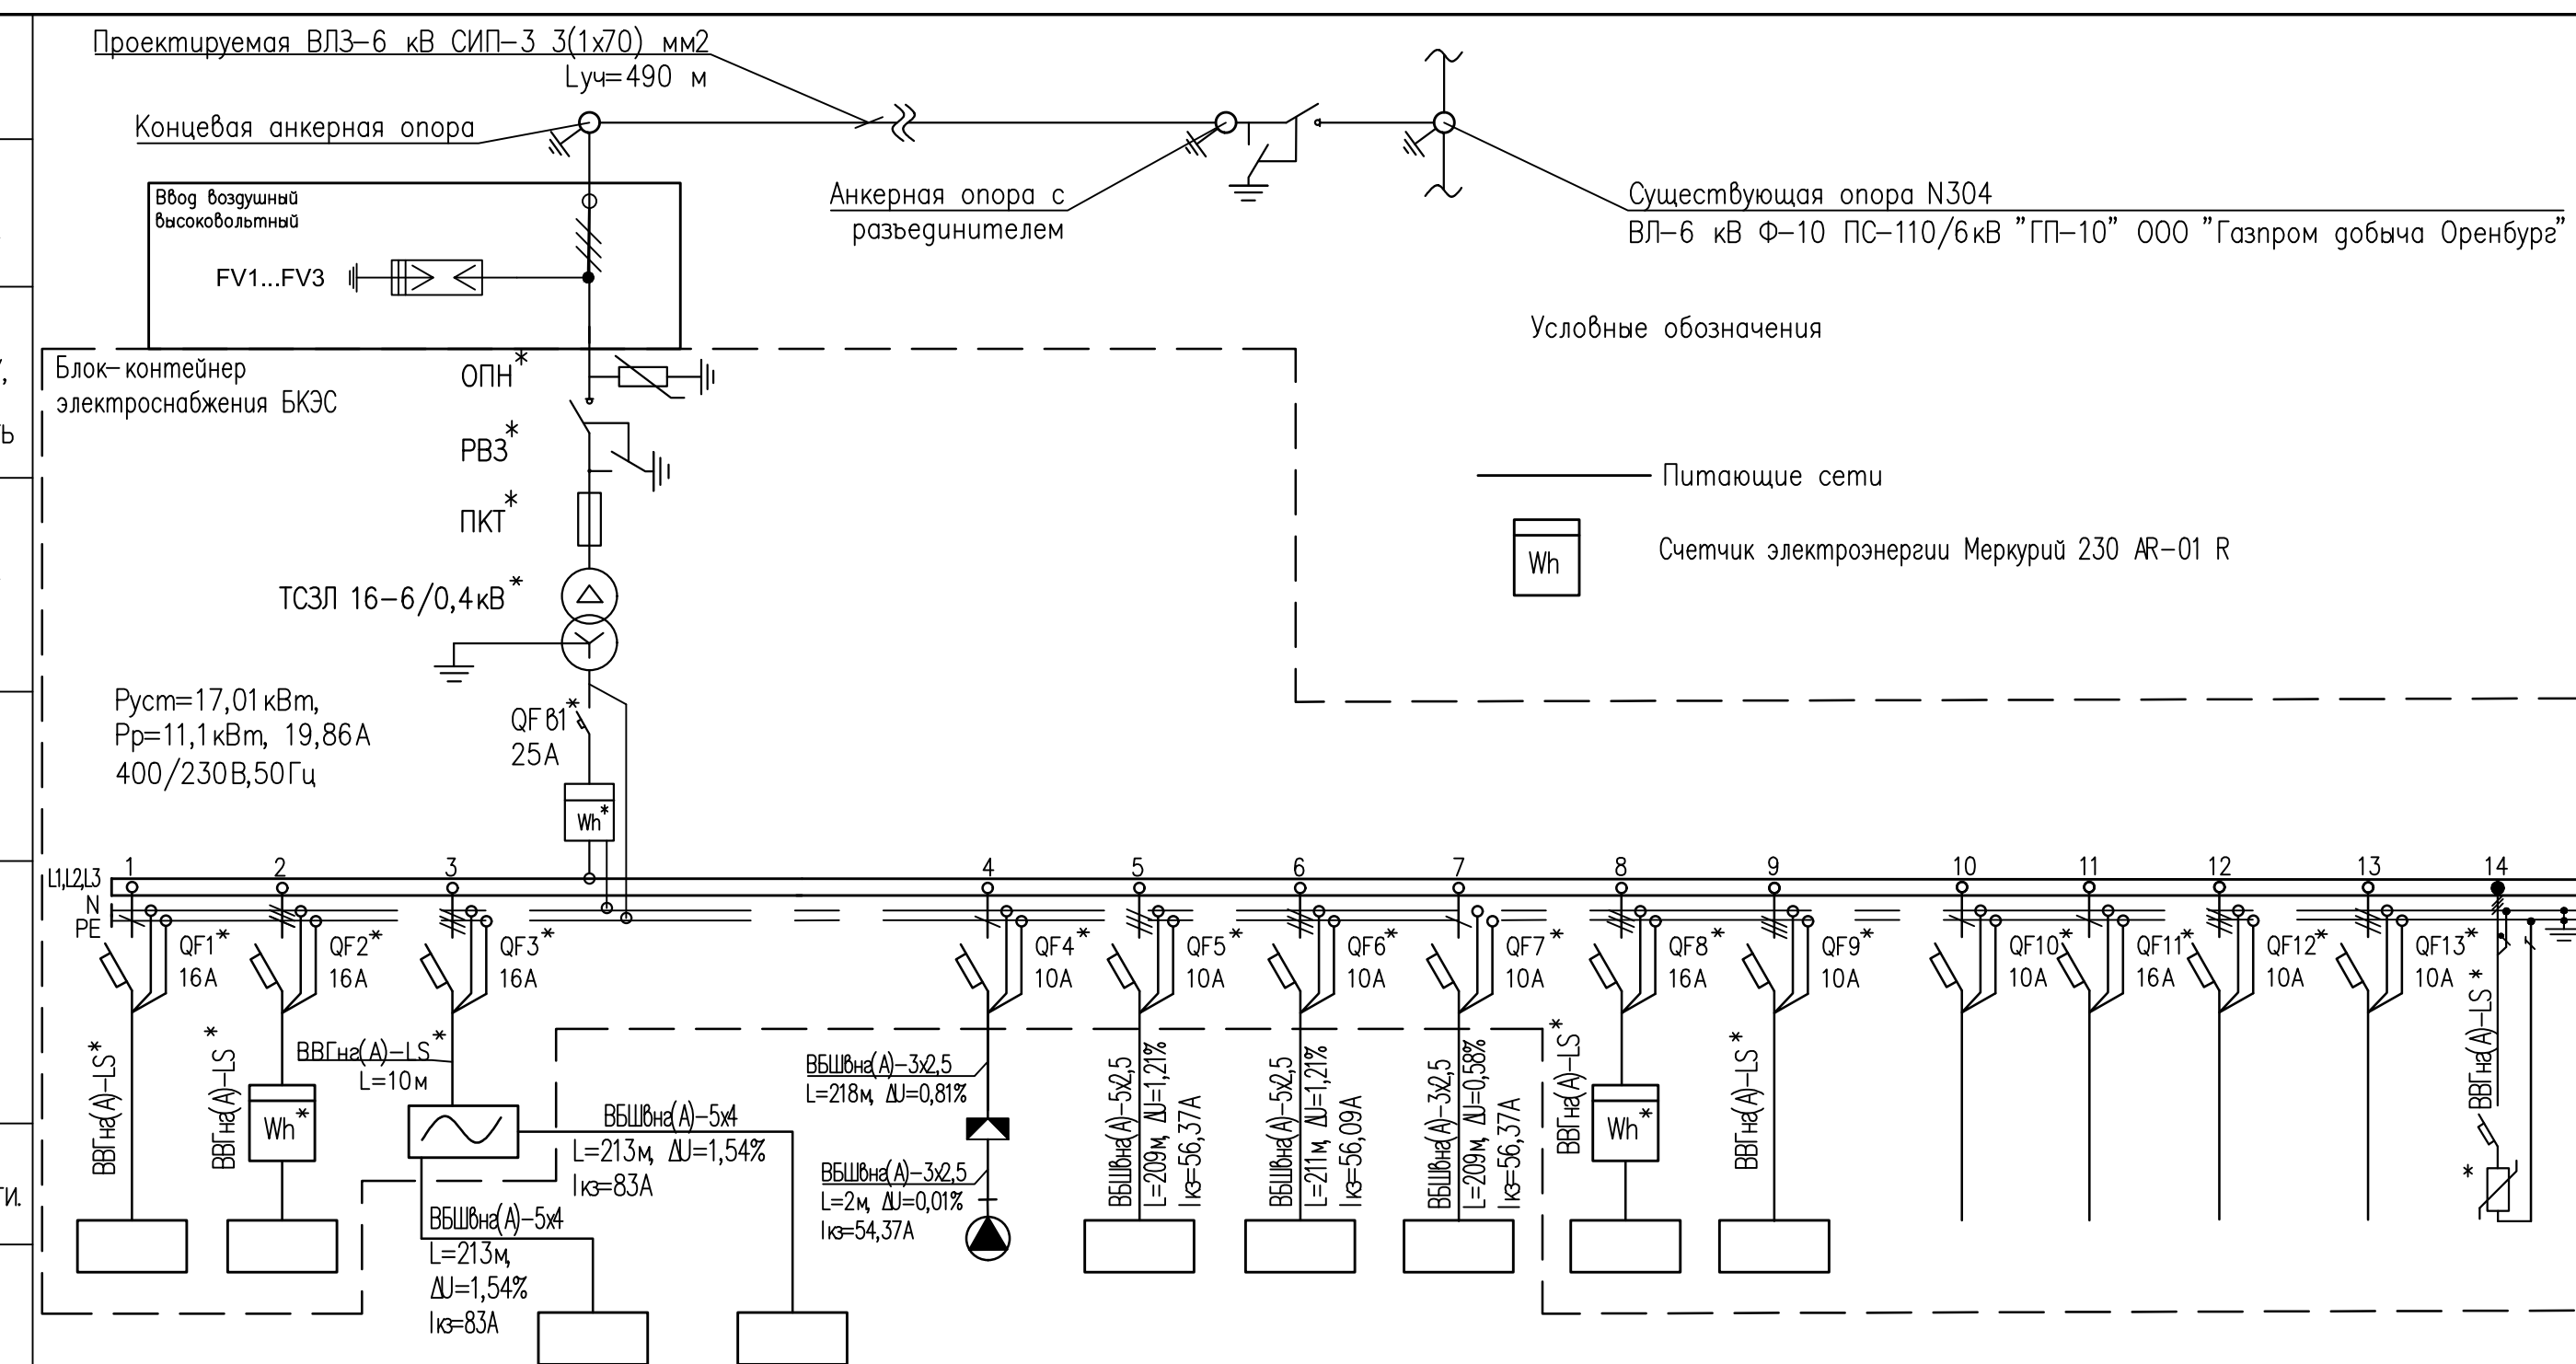 Проектируемая ВЛЗ-6 кВ СИП-3 3(1х70) мм2
Lуч=490 м
Концевая анкерная опора
Анкерная опора с
разъединителем
Существующая опора N304
ВЛ-6 кВ Ф-10 ПС-110/6кВ "ГП-10" ООО "Газпром добыча Оренбург"
Ввод воздушный
высоковольтный
FV1...FV3
Условные обозначения
Питающие сети
Wh
Счетчик электроэнергии Меркурий 230 AR-01 R
Блок-контейнер
электроснабжения БКЭС
ОПН*
РВЗ*
ПКТ*
ТСЗЛ 16-6/0,4кВ*
Руст=17,01кВт,
Рр=11,1кВт, 19,86А
400/230В,50Гц
QFв1*
25А
Wh*
L1,L2,L3
N
PE
1
2
3
4
5
6
7
8
9
10
11
12
13
14
QF1*
16А
QF2*
16А
QF3*
16А
QF4*
10А
QF5*
10А
QF6*
10А
QF7*
10А
QF8*
16А
QF9*
10А
QF10*
10А
QF11*
16А
QF12*
10А
QF13*
10А
ВВГнг(А)-LS*
ВВГнг(А)-LS*
Wh*
ВВГнг(А)-LS*
L=10м
ВБШвнг(А)-5х4
L=213м, ΔU=1,54%
Iкз=83А
ВБШвнг(А)-5х4
L=213м,
ΔU=1,54%
Iкз=83А
ВБШвнг(А)-3х2,5
L=218м, ΔU=0,81%
ВБШвнг(А)-3х2,5
L=2м, ΔU=0,01%
Iкз=54,37А
ВБШвнг(А)-5х2,5
L=209м, ΔU=1,21%
Iкз=56,37А
ВБШвнг(А)-5х2,5
L=211м, ΔU=1,21%
Iкз=56,09А
ВБШвнг(А)-3х2,5
L=209м, ΔU=0,58%
Iкз=56,37А
ВВГнг(А)-LS*
Wh*
ВВГнг(А)-LS*
ВВГнг(А)-LS*
*